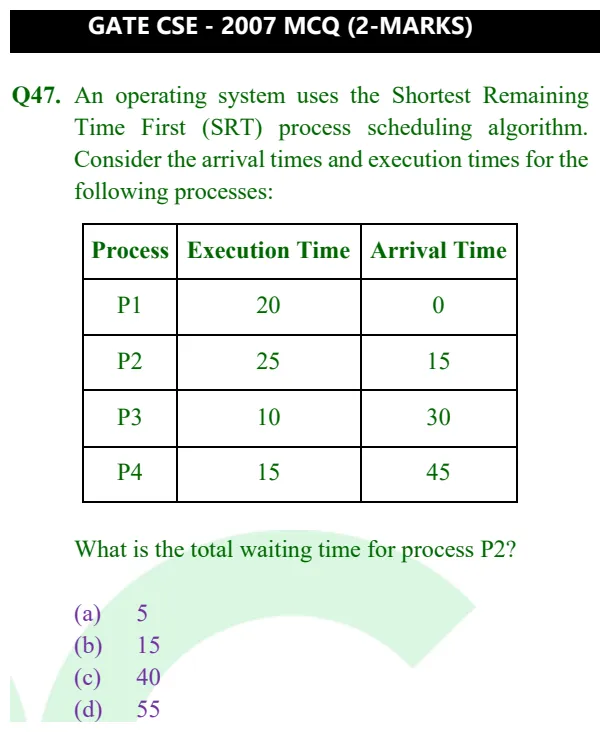 GATE CSE - 2007 MCQ (2-MARKS)
Q47. An operating system uses the Shortest Remaining
Time First (SRT) process scheduling algorithm.
Consider the arrival times and execution times for the
following processes:
Process Execution Time Arrival Time
P1 20 0
P2 25 15
P3 10 30
P4 15 45
What is the total waiting time for process P2?
(a) 5
(b) 15
(c) 40
(d) 55